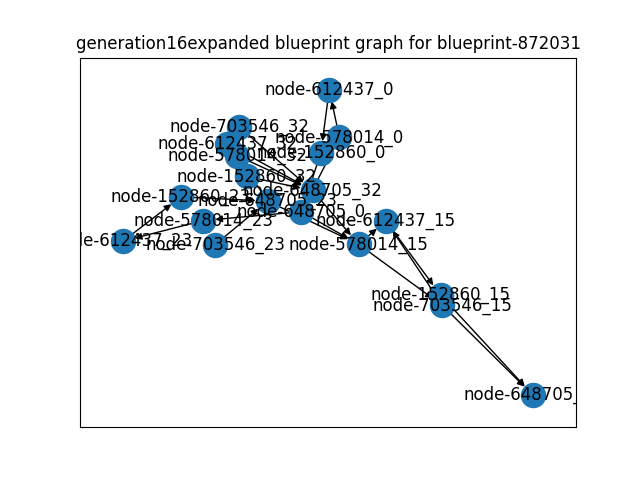 generation16expanded blueprint graph for blueprint-872031
node-612437_0
node-703546_32
node-578014_0
node-612437_32
node-578014_32
node-152860_0
node-152860_32
node-648705_32
node-152860_23
node-648705_23
node-648705_0
node-578014_23
node-612437_15
de-612437_23
node-703546_23
node-578014_15
node-152860_15
node-703546_15
node-648705_